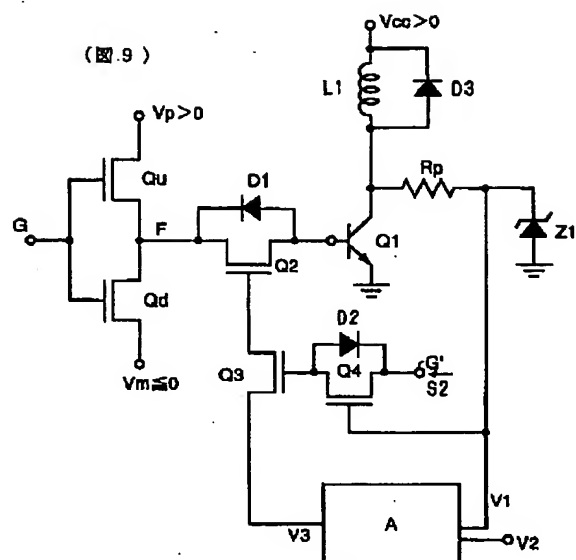 (図.9)
Vcc>0
L1
D3
Vp>0
Qu
D1
Rp
G
F
Q1
Z1
Q2
Qd
D2
Q3
Q4
G'
S2
Vm≦0
V1
V3
A
V2